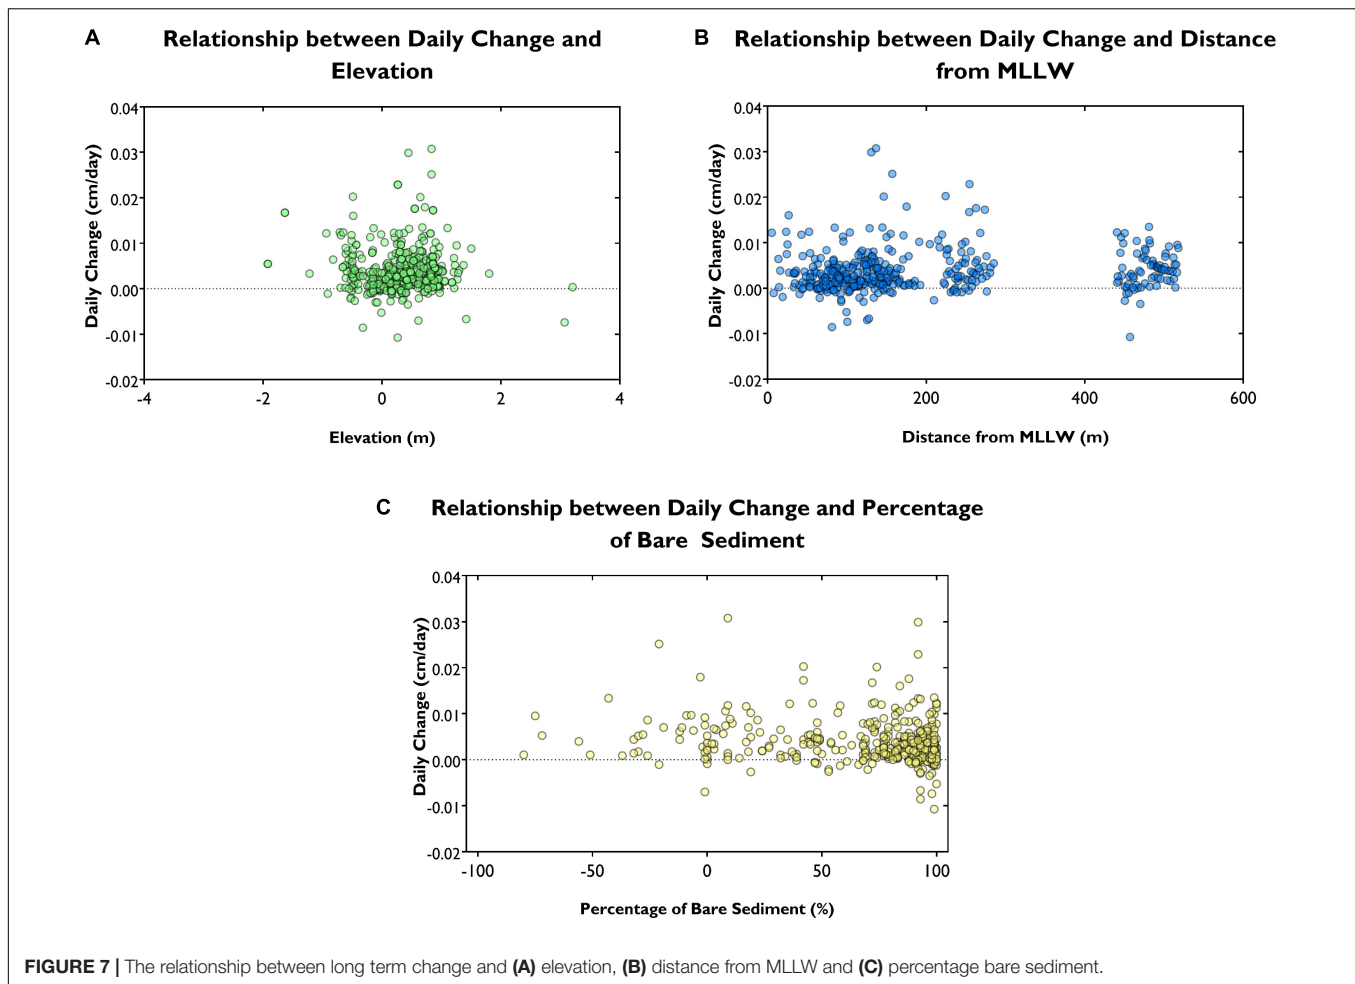 A Relationship between Daily Change and
Elevation
0.04
0.03
0.02
0.01
0.00
-0.01
-0.02
Daily Change (cm/day)
-4 -2 0 2 4
Elevation (m)
B Relationship between Daily Change and Distance
from MLLW
0.04
0.03
0.02
0.01
0.00
-0.01
-0.02
Daily Change (cm/day)
0 200 400 600
Distance from MLLW (m)
C Relationship between Daily Change and Percentage
of Bare Sediment
0.04
0.03
0.02
0.01
0.00
-0.01
-0.02
Daily Change (cm/day)
-100 -50 0 50 100
Percentage of Bare Sediment (%)
FIGURE 7 | The relationship between long term change and (A) elevation, (B) distance from MLLW and (C) percentage bare sediment.